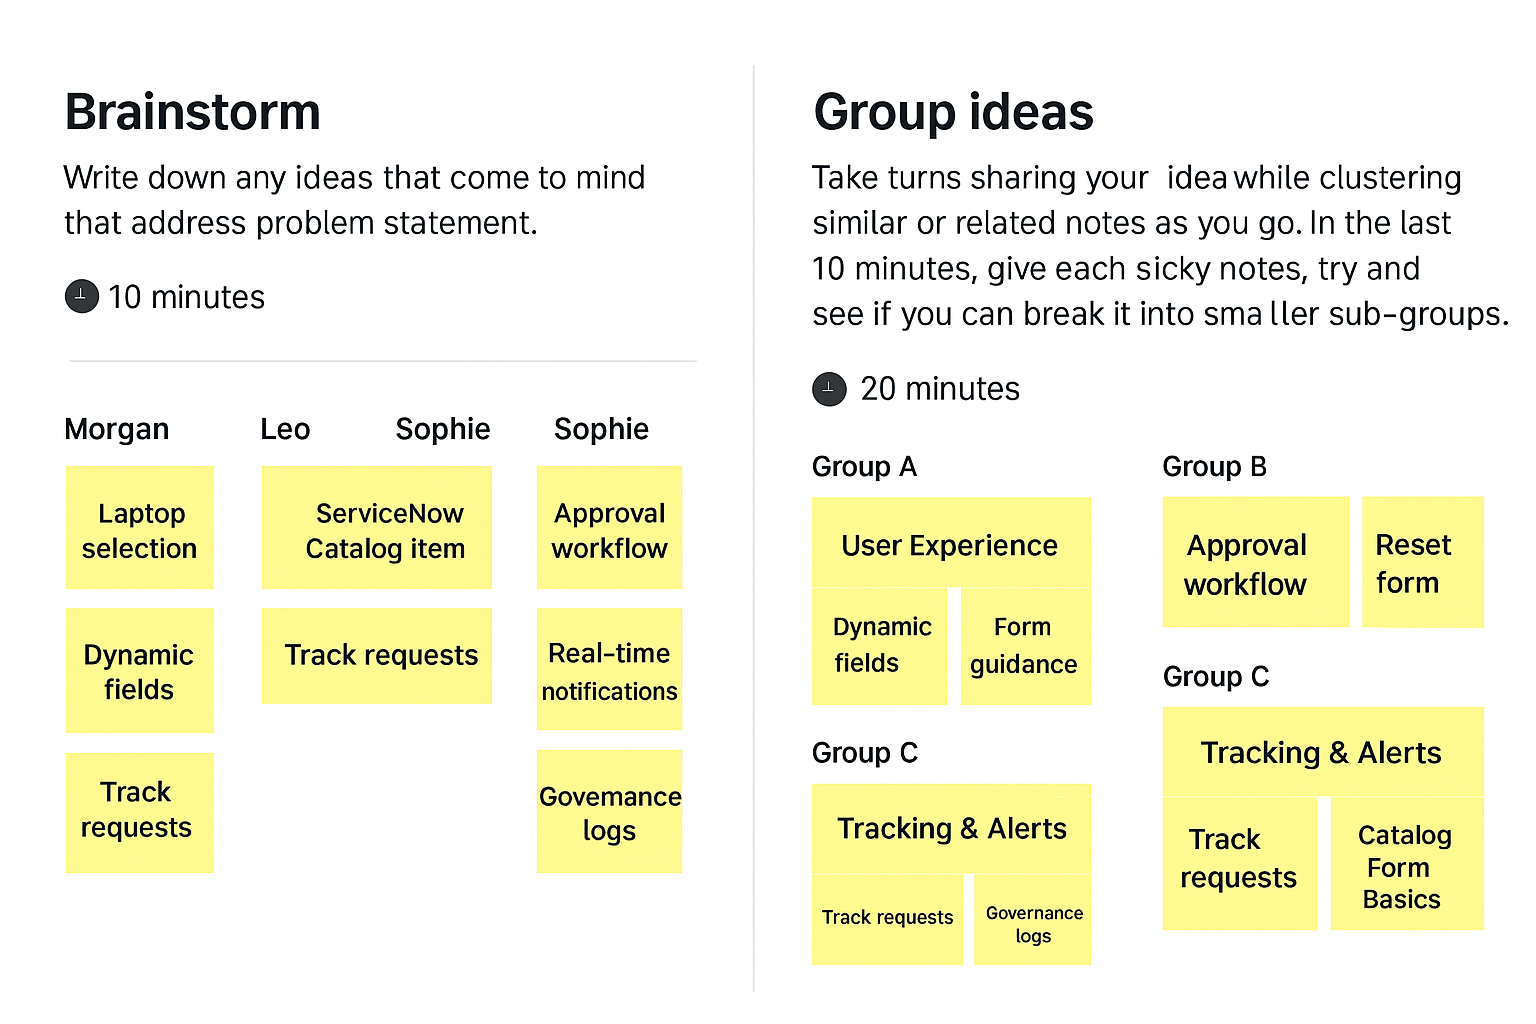 Brainstorm
Write down any ideas that come to mind
that address problem statement.
10 minutes
Morgan
Leo
Sophie
Sophie
Laptop
selection
ServiceNow
Catalog item
Approval
workflow
Dynamic
fields
Track requests
Real-time
notifications
Track
requests
Govemance
logs
Group ideas
Take turns sharing your idea while clustering
similar or related notes as you go. In the last
10 minutes, give each sicky notes, try and
see if you can break it into smaller sub-groups.
20 minutes
Group A
User Experience
Dynamic
fields
Form
guidance
Group B
Approval
workflow
Reset
form
Group C
Tracking & Alerts
Track requests
Governance
logs
Group C
Tracking & Alerts
Track
requests
Catalog
Form
Basics